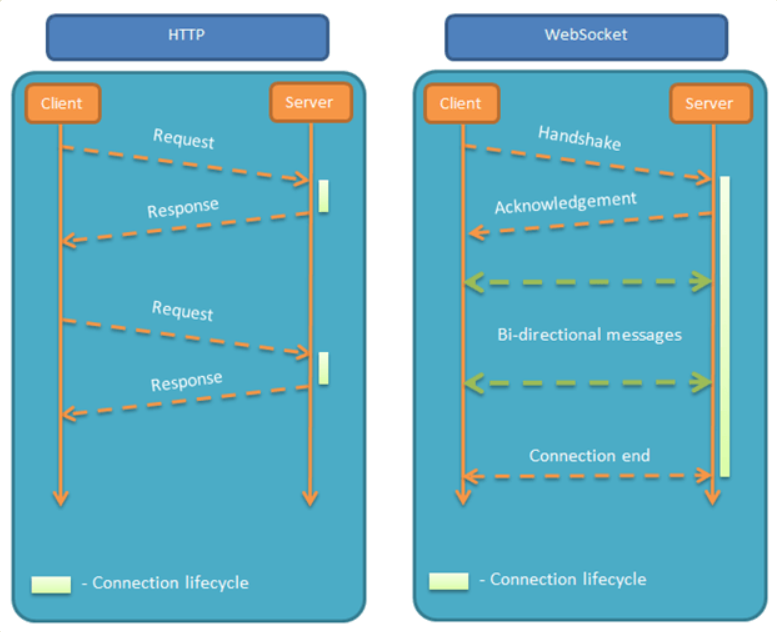 HTTP
Client
Server
Request
Response
Request
Response
- Connection lifecycle
WebSocket
Client
Server
Handshake
Acknowledgement
Bi-directional messages
Connection end
- Connection lifecycle